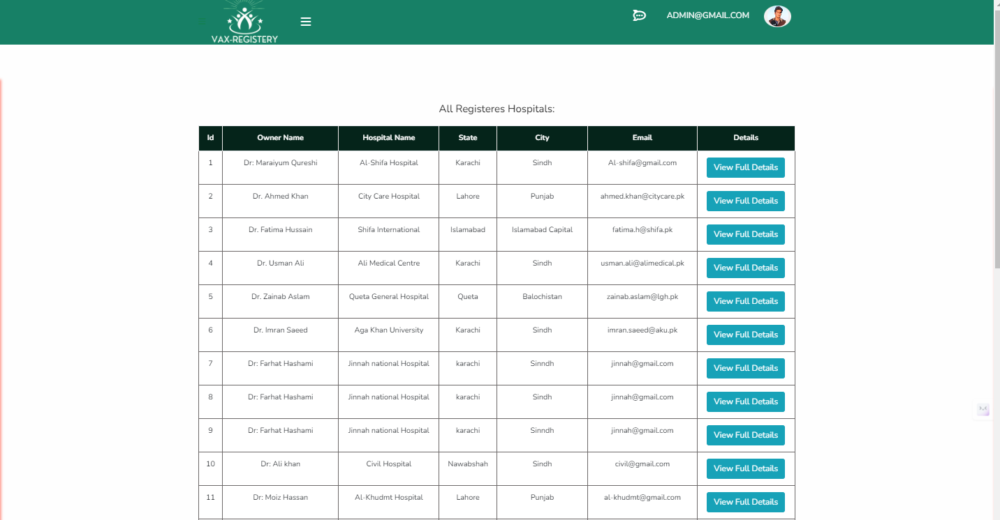 VAX-REGISTERY
ADMIN@GMAIL.COM
All Registeres Hospitals:
Id Owner Name Hospital Name State City Email Details
1 Dr: Maraiyum Qureshi Al-Shifa Hospital Karachi Sindh Al-shifa@gmail.com View Full Details
2 Dr. Ahmed Khan City Care Hospital Lahore Punjab ahmed.khan@citycare.pk View Full Details
3 Dr. Fatima Hussain Shifa International Islamabad Islamabad Capital fatima.h@shifa.pk View Full Details
4 Dr. Usman Ali Ali Medical Centre Karachi Sindh usman.ali@alimedical.pk View Full Details
5 Dr. Zainab Aslam Queta General Hospital Queta Balochistan zainab.aslam@lgh.pk View Full Details
6 Dr. Imran Saeed Aga Khan University Karachi Sindh imran.saeed@aku.pk View Full Details
7 Dr: Farhat Hashami Jinnah national Hospital karachi Sinndh jinnah@gmail.com View Full Details
8 Dr: Farhat Hashami Jinnah national Hospital karachi Sindh jinnah@gmail.com View Full Details
9 Dr: Farhat Hashami Jinnah national Hospital karachi Sinndh jinnah@gmail.com View Full Details
10 Dr: Ali khan Civil Hospital Nawabshah Sindh civil@gmail.com View Full Details
11 Dr: Moiz Hassan Al-Khudmt Hospital Lahore Punjab al-khudmt@gmail.com View Full Details